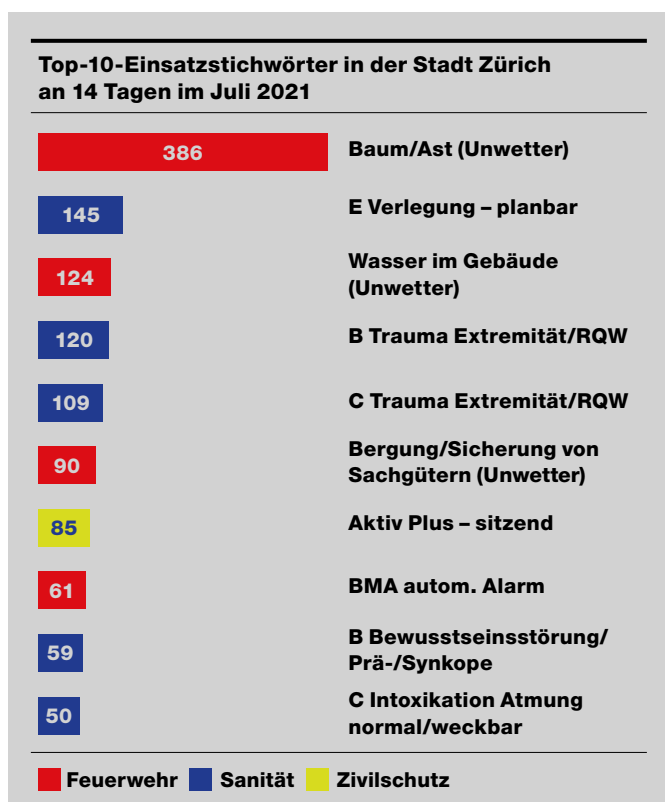 Top-10-Einsatzstichwörter in der Stadt Zürich
an 14 Tagen im Juli 2021
386
Baum/Ast (Unwetter)
145
E Verlegung – planbar
124
Wasser im Gebäude
(Unwetter)
120
B Trauma Extremität/RQW
109
C Trauma Extremität/RQW
90
Bergung/Sicherung von
Sachgütern (Unwetter)
85
Aktiv Plus – sitzend
61
BMA autom. Alarm
59
B Bewusstseinsstörung/
Prä-/Synkope
50
C Intoxikation Atmung
normal/weckbar
Feuerwehr Sanität Zivilschutz